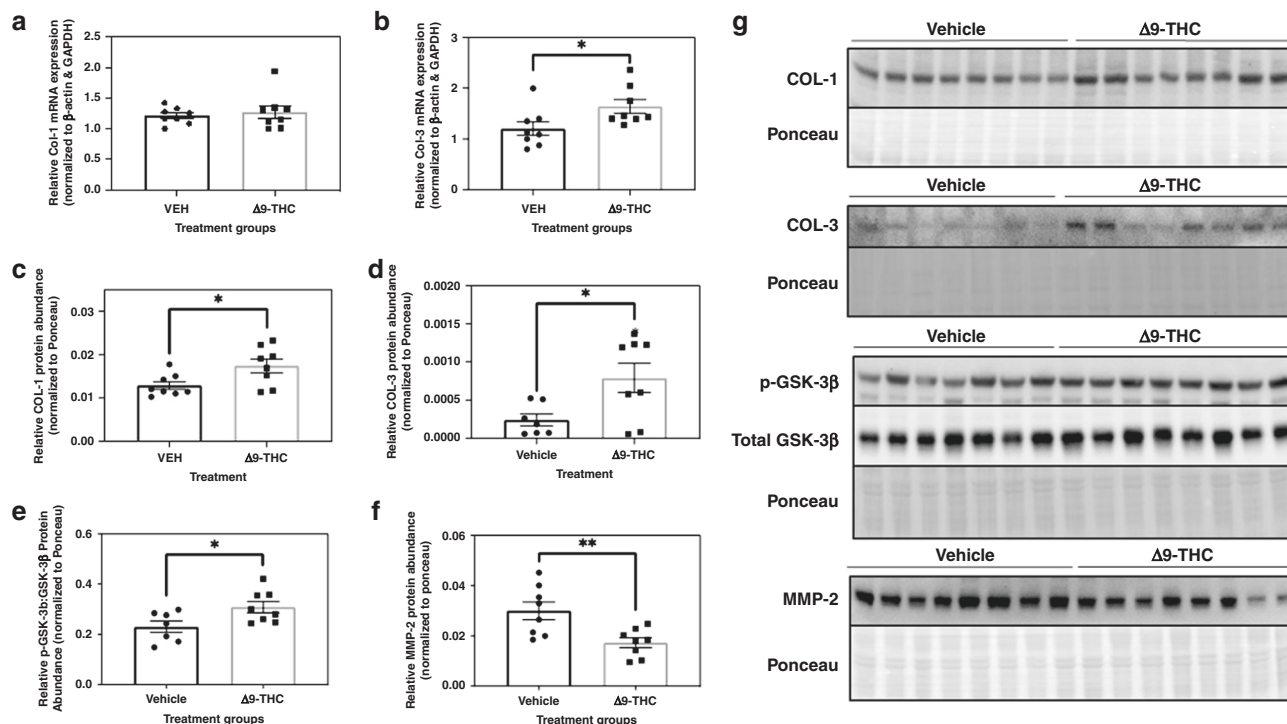 a
Relative Col-1 mRNA expression
(normalized to β-actin & GAPDH)
2.5
2.0
1.5
1.0
0.5
0.0
VEH
Δ9-THC
Treatment groups
b
Relative Col-3 mRNA expression
(normalized to β-actin & GAPDH)
3
2
1
0
*
VEH
Δ9-THC
Treatment groups
c
Relative COL-1 protein abundance
(normalized to Ponceau)
0.03
0.02
0.01
0.00
*
VEH
Δ9-THC
Treatment
d
Relative COL-3 protein abundance
(normalized to Ponceau)
0.0020
0.0015
0.0010
0.0005
0.0000
*
Vehicle
Δ9-THC
Treatment
e
Relative p-GSK-3b:GSK-3β Protein
Abundance (normalized to Ponceau)
0.6
0.4
0.2
0.0
*
Vehicle
Δ9-THC
Treatment groups
f
Relative MMP-2 protein abundance
(normalized to ponceau)
0.06
0.04
0.02
0.00
**
Vehicle
Δ9-THC
Treatment groups
g
Vehicle Δ9-THC
COL-1
Ponceau
Vehicle Δ9-THC
COL-3
Ponceau
Vehicle Δ9-THC
p-GSK-3β
Total GSK-3β
Ponceau
Vehicle Δ9-THC
MMP-2
Ponceau